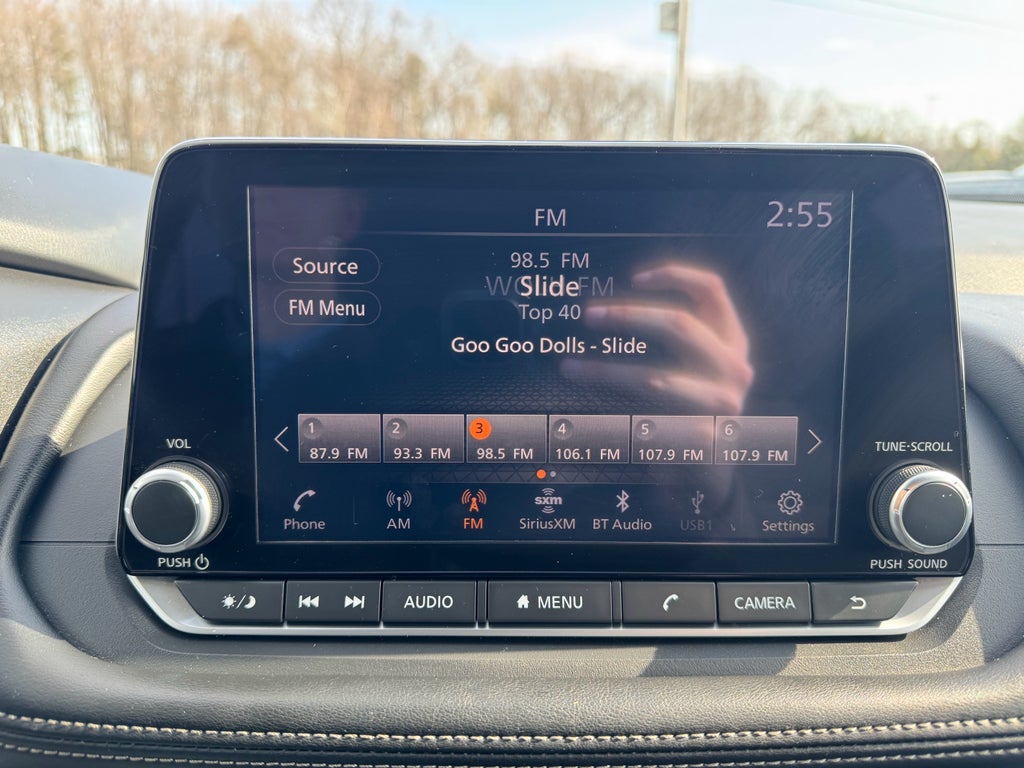 FM
2:55
Source
98.5 FM
Slide
FM Menu
Top 40
Goo Goo Dolls - Slide
1 2 3 4 5 6
87.9 FM 93.3 FM 98.5 FM 106.1 FM 107.9 FM 107.9 FM
VOL
TUNE·SCROLL
Phone AM FM SiriusXM BT Audio USB1 Settings
sxm
PUSH
PUSH SOUND
AUDIO MENU CAMERA